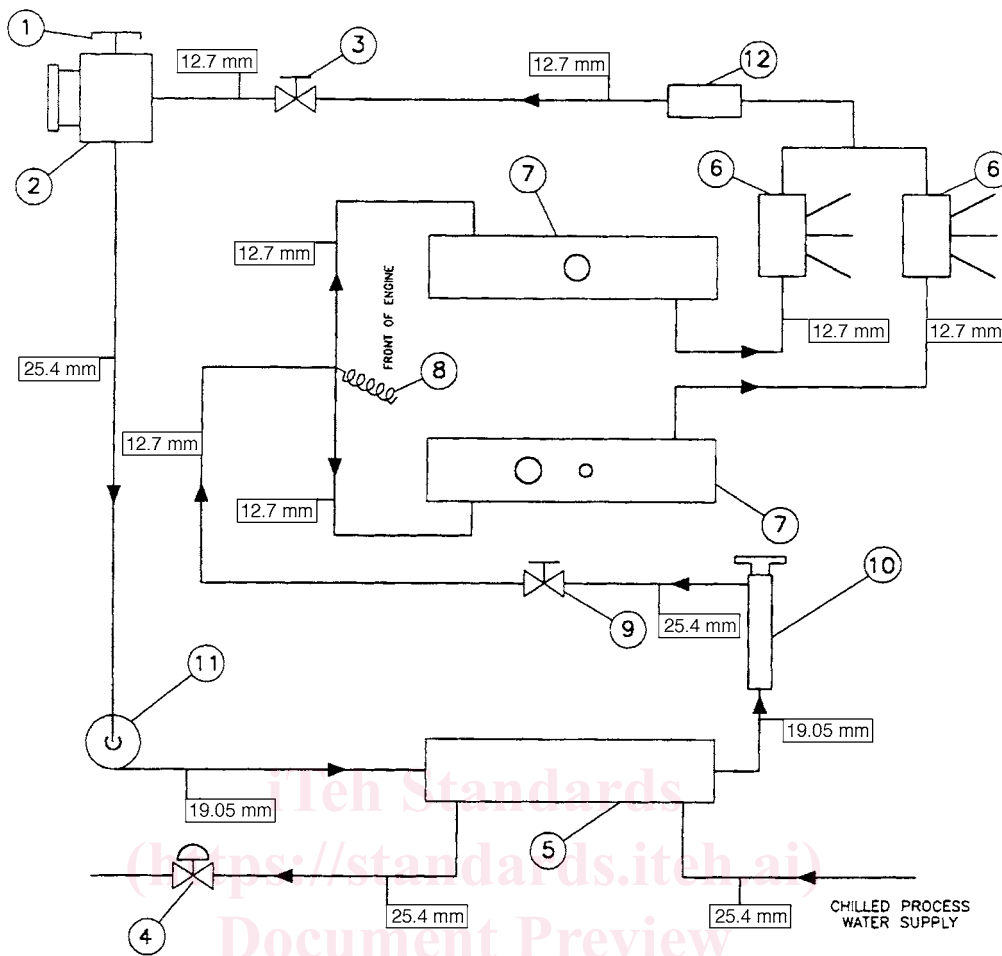 1
12.7 mm
3
12.7 mm
12
2
6
6
7
12.7 mm
FRONT OF ENGINE
12.7 mm
12.7 mm
25.4 mm
8
12.7 mm
12.7 mm
7
10
9
25.4 mm
11
19.05 mm
iTeh Standards
19.05 mm
5
(https://standards.iteh.ai)
4
25.4 mm
25.4 mm
CHILLED PROCESS
WATER SUPPLY
Document Preview